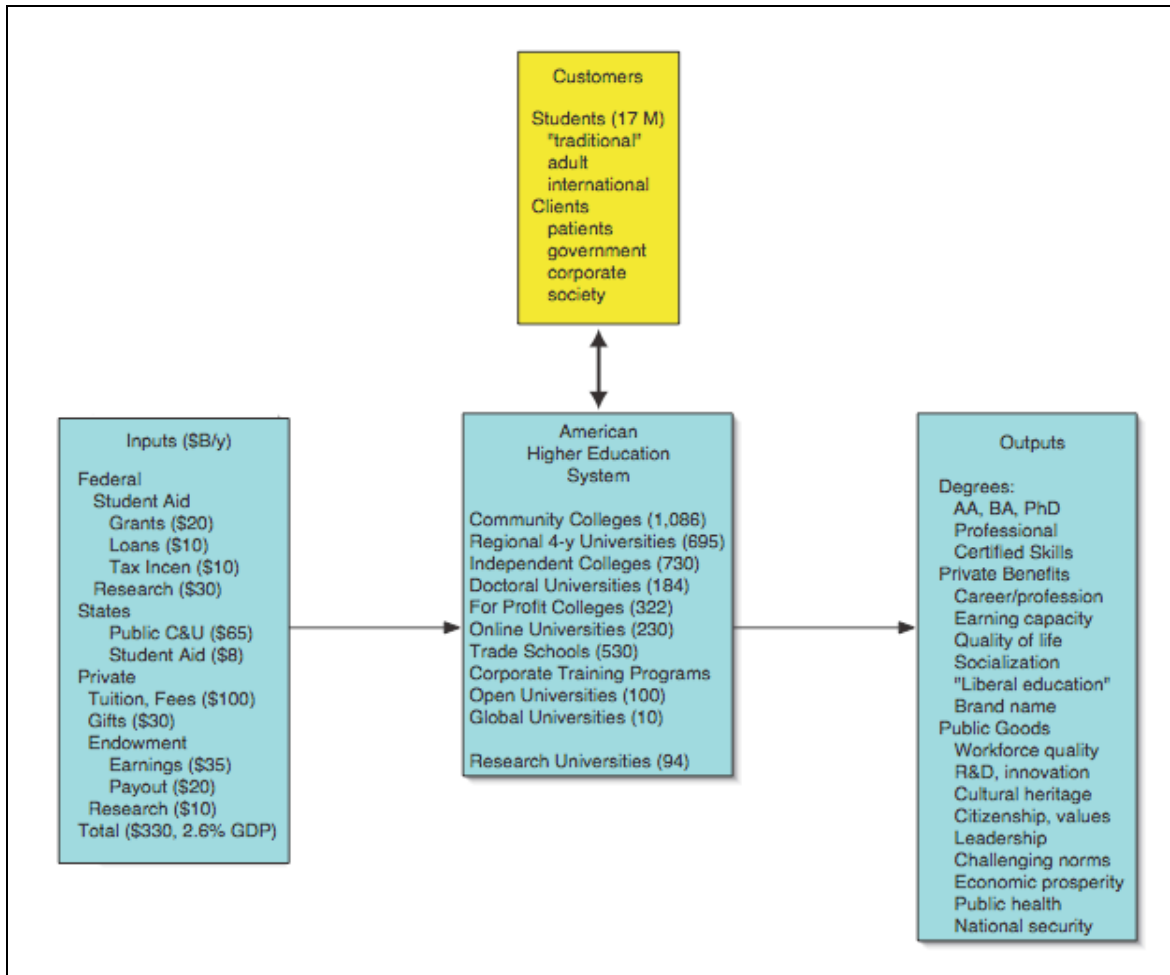 Customers
Students (17 M)
"traditional"
adult
international
Clients
patients
government
corporate
society
Inputs ($B/y)
Federal
Student Aid
Grants ($20)
Loans ($10)
Tax Incen ($10)
Research ($30)
States
Public C&U ($65)
Student Aid ($8)
Private
Tuition, Fees ($100)
Gifts ($30)
Endowment
Earnings ($35)
Payout ($20)
Research ($10)
Total ($330, 2.6% GDP)
American
Higher Education
System
Community Colleges (1,086)
Regional 4-y Universities (695)
Independent Colleges (730)
Doctoral Universities (184)
For Profit Colleges (322)
Online Universities (230)
Trade Schools (530)
Corporate Training Programs
Open Universities (100)
Global Universities (10)
Research Universities (94)
Outputs
Degrees:
AA, BA, PhD
Professional
Certified Skills
Private Benefits
Career/profession
Earning capacity
Quality of life
Socialization
"Liberal education"
Brand name
Public Goods
Workforce quality
R&D, innovation
Cultural heritage
Citizenship, values
Leadership
Challenging norms
Economic prosperity
Public health
National security